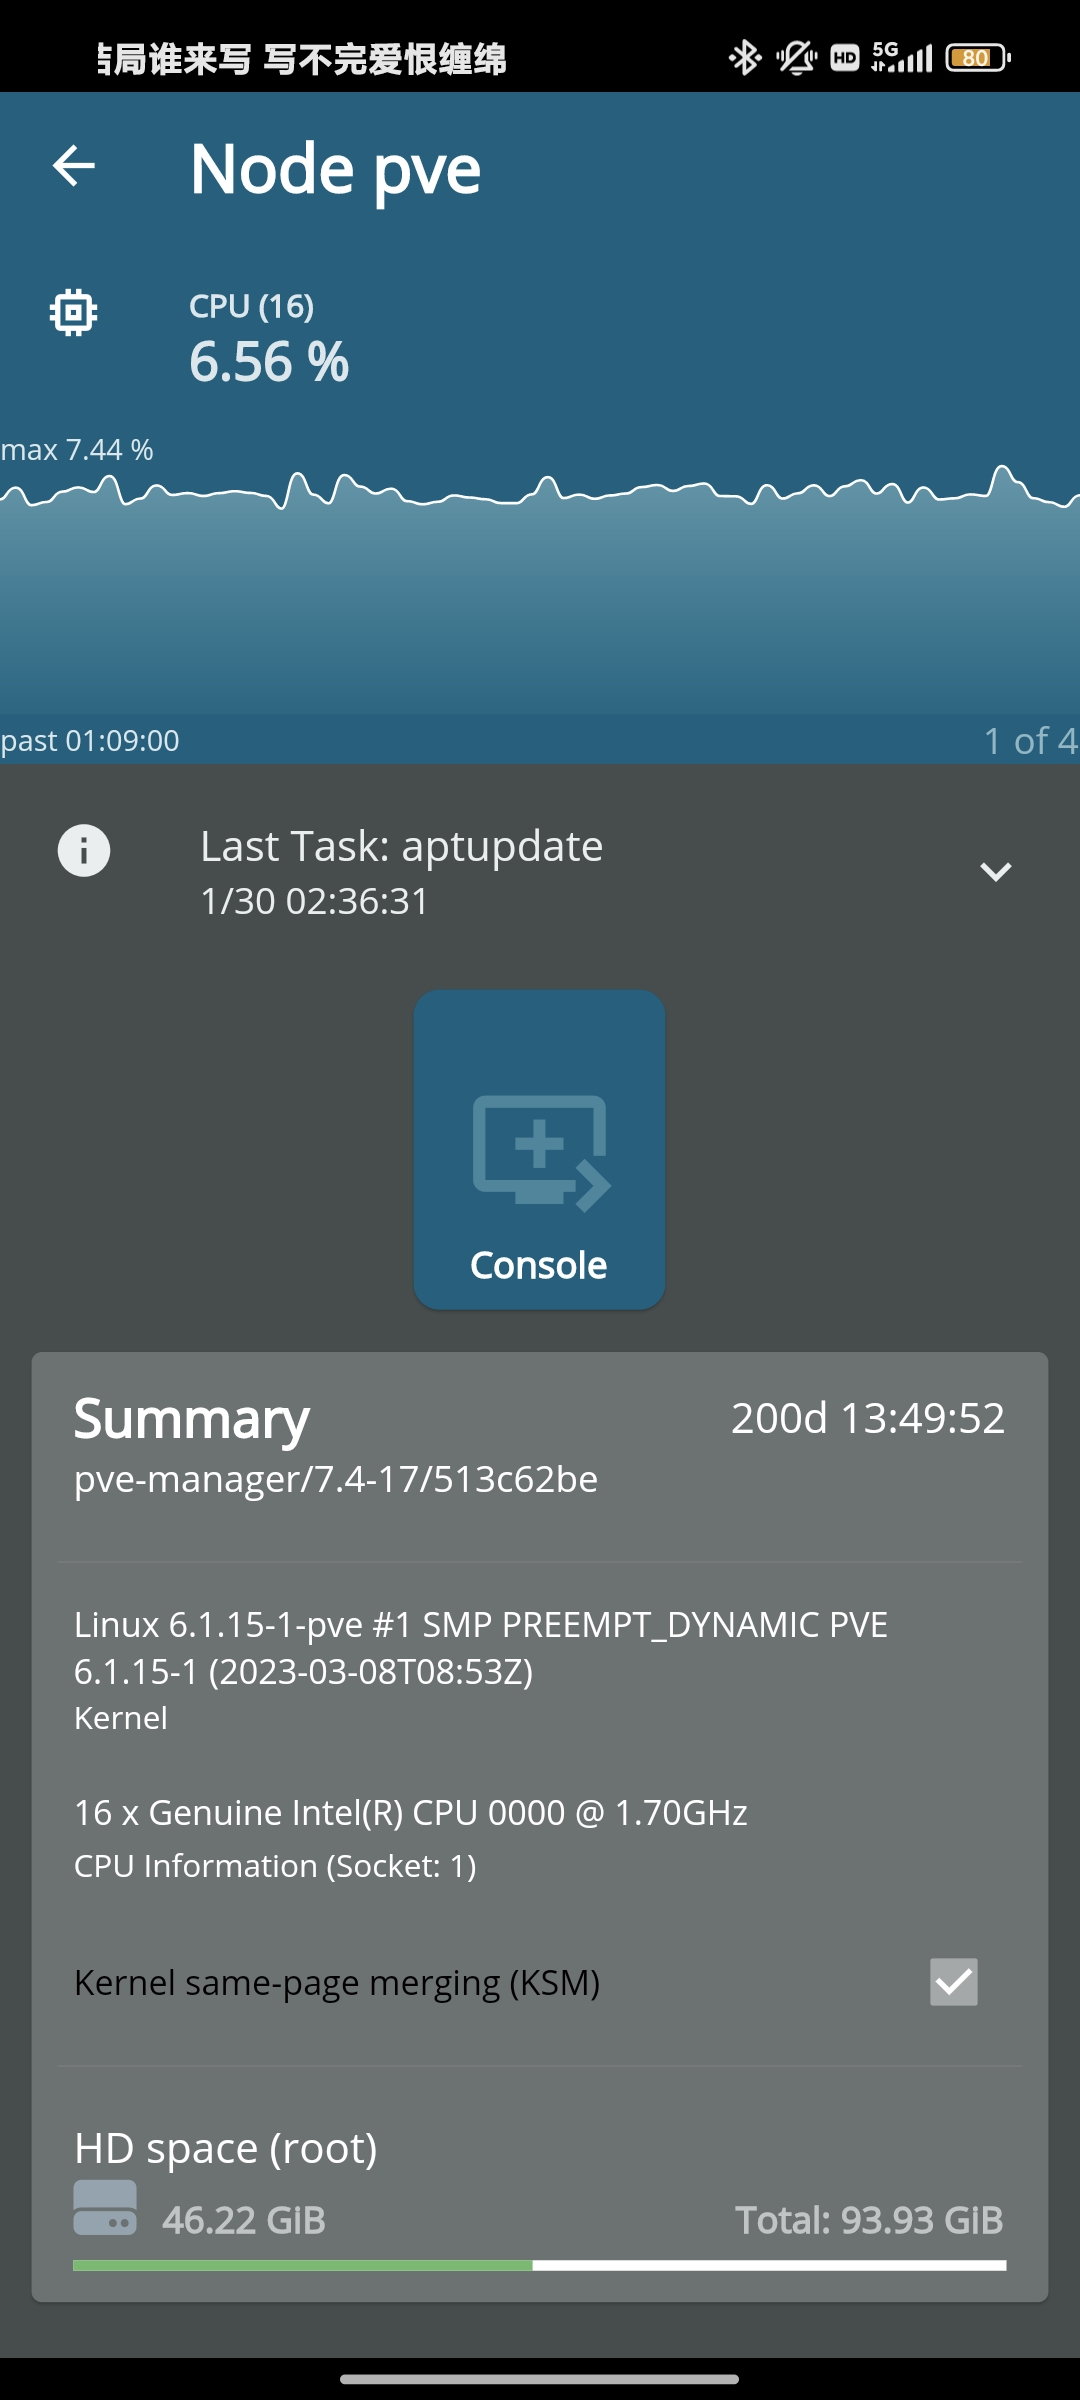 局谁来写 写不完爱恨缠绵
HD
5G
80
Node pve
CPU (16)
6.56 %
max 7.44 %
past 01:09:00
1 of 4
Last Task: aptupdate
1/30 02:36:31
Console
Summary
200d 13:49:52
pve-manager/7.4-17/513c62be
Linux 6.1.15-1-pve #1 SMP PREEMPT_DYNAMIC PVE
6.1.15-1 (2023-03-08T08:53Z)
Kernel
16 x Genuine Intel(R) CPU 0000 @ 1.70GHz
CPU Information (Socket: 1)
Kernel same-page merging (KSM)
HD space (root)
46.22 GiB
Total: 93.93 GiB